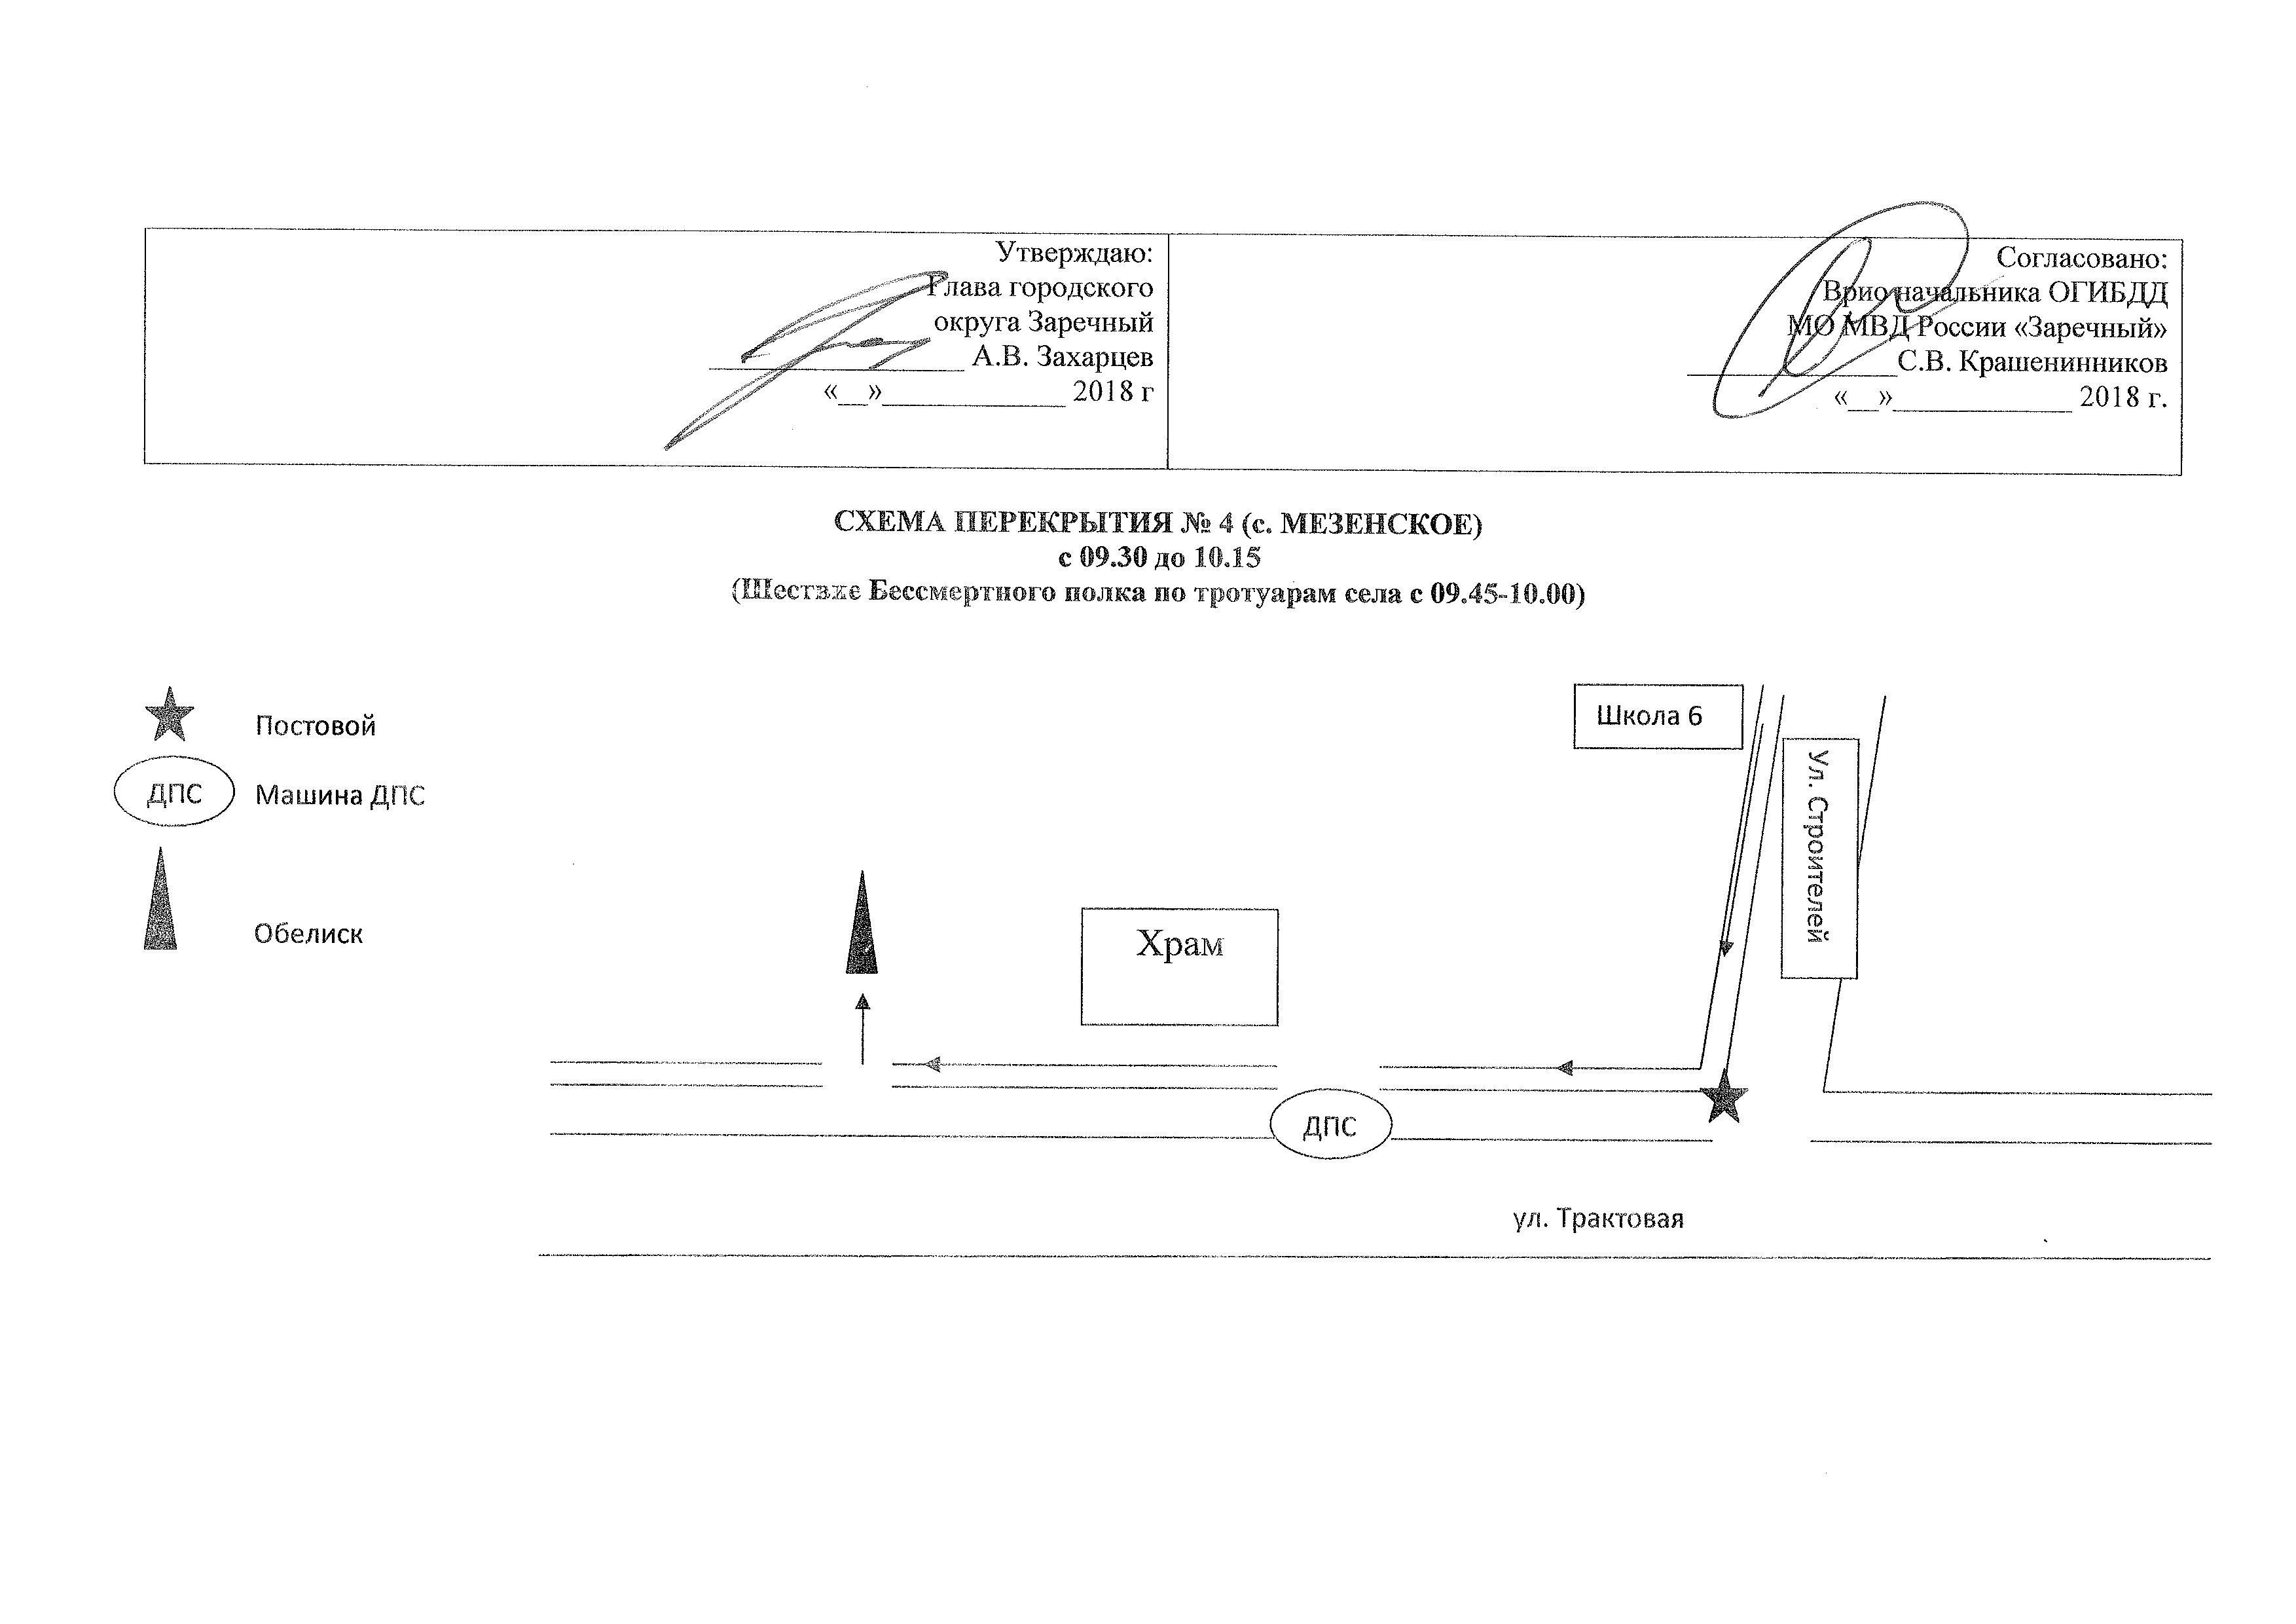 Утверждаю:
Глава городского
округа Заречный
____________ А.В. Захарцев
«__»____________ 2018 г
Согласовано:
Врио начальника ОГИБДД
МО МВД России «Заречный»
____________С.В. Крашенинников
«__»____________ 2018 г.
СХЕМА ПЕРЕКРЫТИЯ № 4 (с. МЕЗЕНСКОЕ)
с 09.30 до 10.15
(Шествие Бессмертного полка по тротуарам села с 09.45-10.00)
Постовой
ДПС Машина ДПС
Обелиск
Школа 6
Ул. Строителей
Храм
ДПС
ул. Трактовая